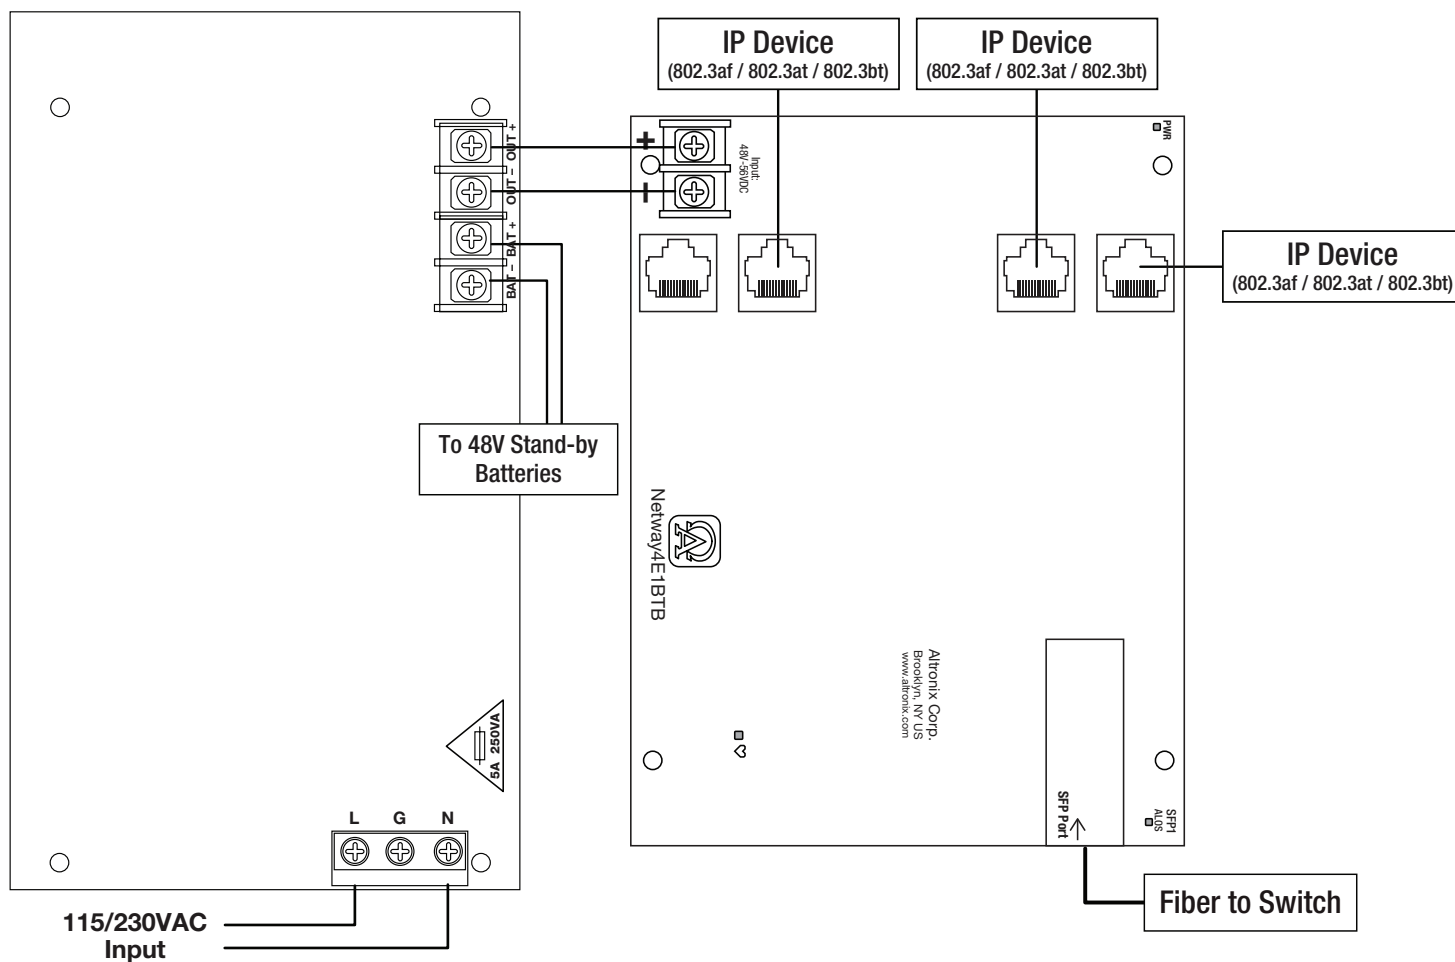 IP Device
(802.3af / 802.3at / 802.3bt)
IP Device
(802.3af / 802.3at / 802.3bt)
OUT +
OUT –
BAT +
BAT –
+
–
Input:
48V -56VDC
PWR
IP Device
(802.3af / 802.3at / 802.3bt)
To 48V Stand-by
Batteries
Netway4E1BTB
Altronix Corp.
Brooklyn, NY US
www.altronix.com
5A 250VA
SFP Port
SFP1
ALOS
L G N
Fiber to Switch
115/230VAC
Input